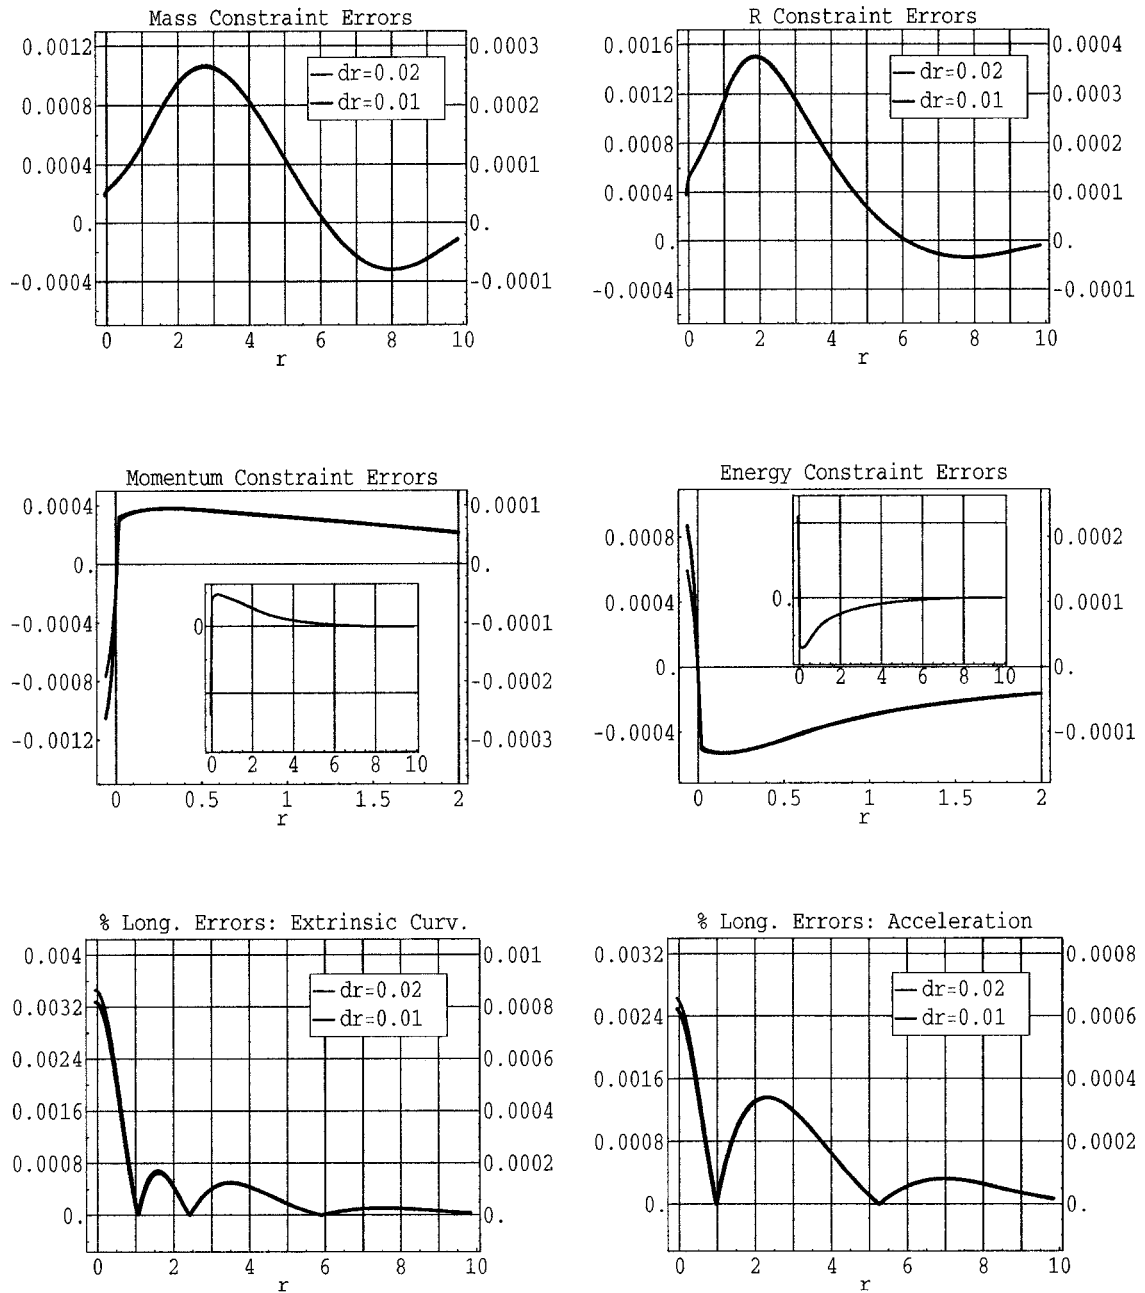 Mass Constraint Errors
0.0012
0.0008
0.0004
0.
-0.0004
0.0003
0.0002
0.0001
0.
-0.0001
dr=0.02
dr=0.01
0 2 4 6 8 10
r
R Constraint Errors
0.0016
0.0012
0.0008
0.0004
0.
-0.0004
0.0004
0.0003
0.0002
0.0001
0.
-0.0001
dr=0.02
dr=0.01
0 2 4 6 8 10
r
Momentum Constraint Errors
0.0004
0.
-0.0004
-0.0008
-0.0012
0.0001
0.
-0.0001
-0.0002
-0.0003
0
0 2 4 6 8 10
0 0.5 1 1.5 2
r
Energy Constraint Errors
0.0008
0.0004
0.
-0.0004
0.0002
0.0001
0.
-0.0001
0.
0 2 4 6 8 10
0 0.5 1 1.5 2
r
% Long. Errors: Extrinsic Curv.
0.004
0.0032
0.0024
0.0016
0.0008
0.
0.001
0.0008
0.0006
0.0004
0.0002
0.
dr=0.02
dr=0.01
0 2 4 6 8 10
r
% Long. Errors: Acceleration
0.0032
0.0024
0.0016
0.0008
0.
0.0008
0.0006
0.0004
0.0002
0.
dr=0.02
dr=0.01
0 2 4 6 8 10
r